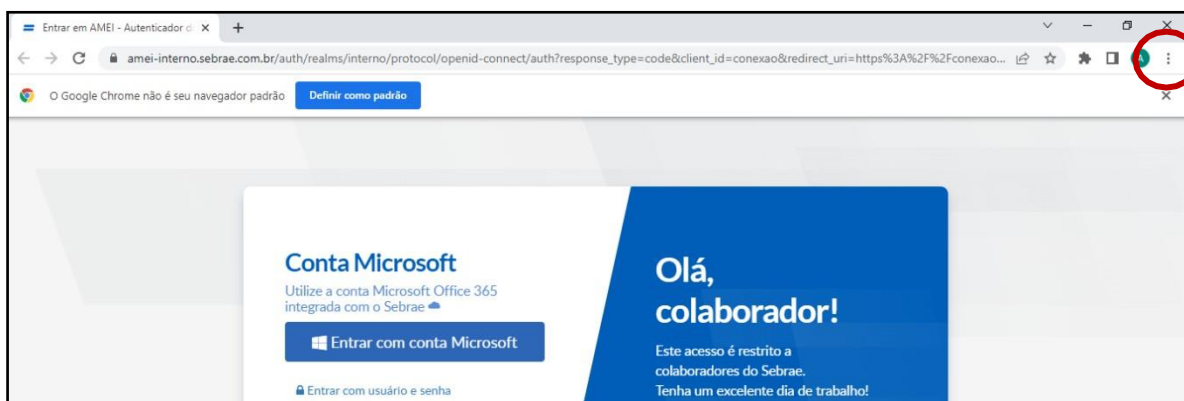 Entrar em AMEI - Autenticador d
amei-interno.sebrae.com.br/auth/realms/interno/protocol/openid-connect/auth?response_type=code&client_id=conexao&redirect_uri=https%3A%2F%2Fconexao...
A
O Google Chrome não é seu navegador padrão
Definir como padrão
Conta Microsoft
Utilize a conta Microsoft Office 365
integrada com o Sebrae
Entrar com conta Microsoft
Entrar com usuário e senha
Olá,
colaborador!
Este acesso é restrito a
colaboradores do Sebrae.
Tenha um excelente dia de trabalho!